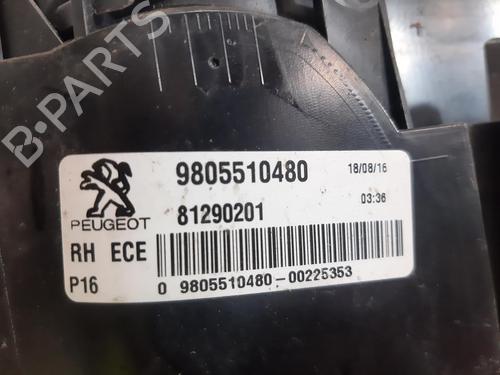 B-PARTS
PEUGEOT
9805510480 18/08/16
81290201 03:36
RH ECE
P16 0 9805510480-00225353